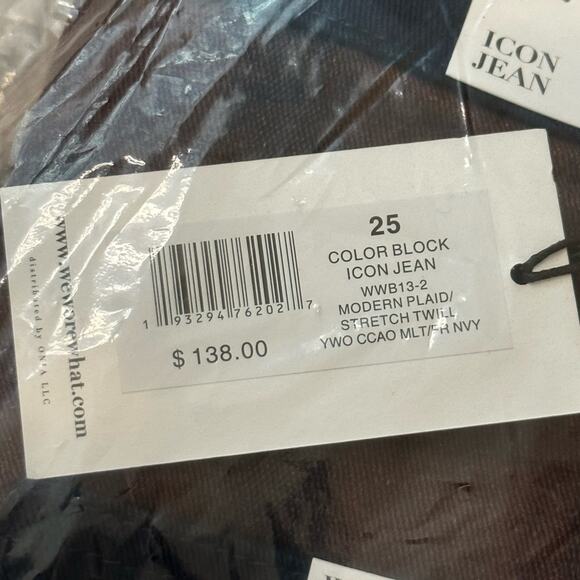 ICON
JEAN
25
COLOR BLOCK
ICON JEAN
WWB13-2
MODERN PLAID/
STRETCH TWILL
YWO CCAO MLT/FR NVY
1 93294 76202 7
$ 138.00
www.weworewhat.com
distributed by ONIA LLC